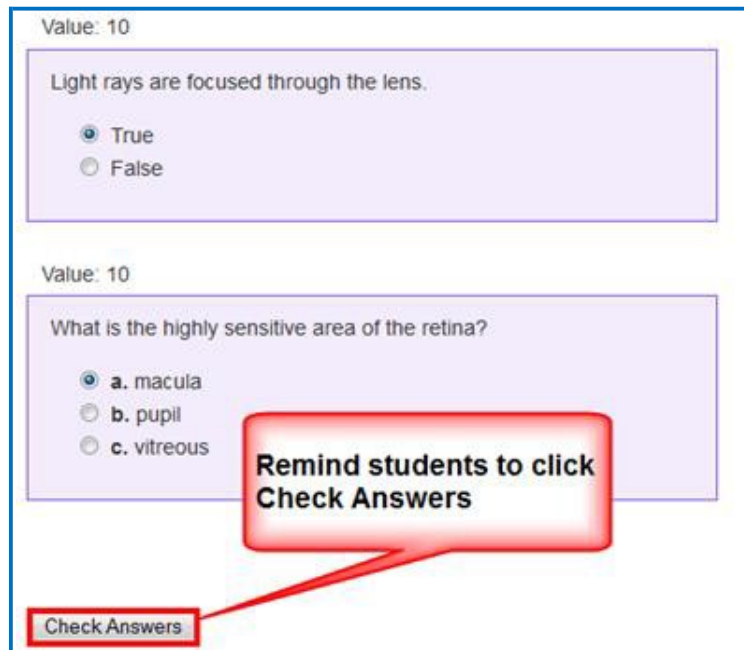 Value: 10
Light rays are focused through the lens.
True
False
Value: 10
What is the highly sensitive area of the retina?
a. macula
b. pupil
c. vitreous
Remind students to click
Check Answers
Check Answers